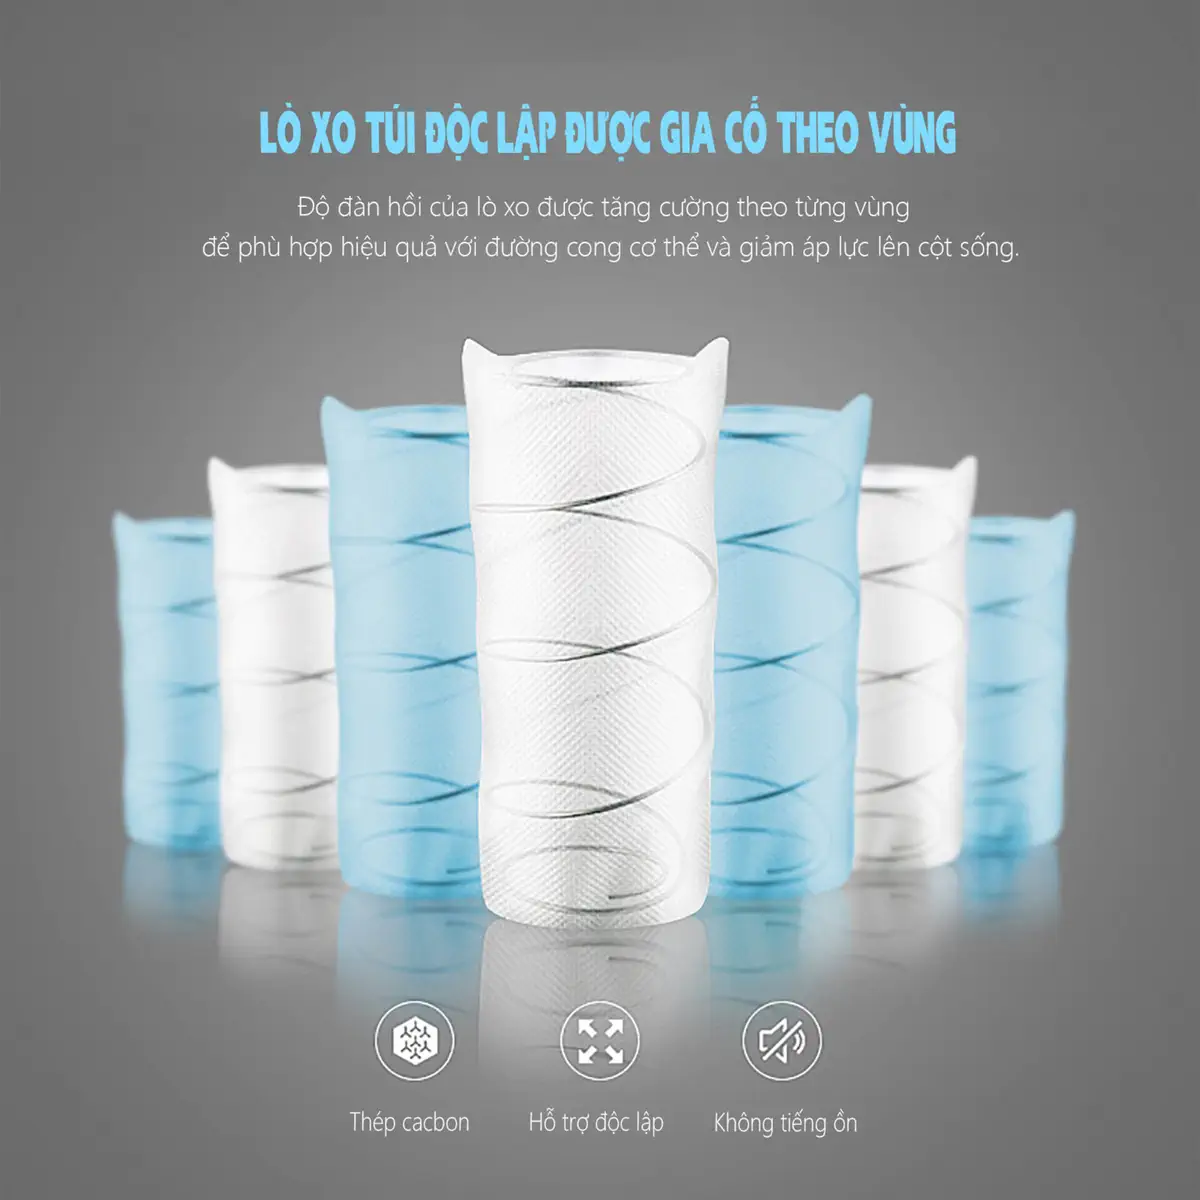 LÒ XO TÚI ĐỘC LẬP ĐƯỢC GIA CỐ THEO VÙNG
Độ đàn hồi của lò xo được tăng cường theo từng vùng
để phù hợp hiệu quả với đường cong cơ thể và giảm áp lực lên cột sống.
Thép cacbon
Hỗ trợ độc lập
Không tiếng ồn